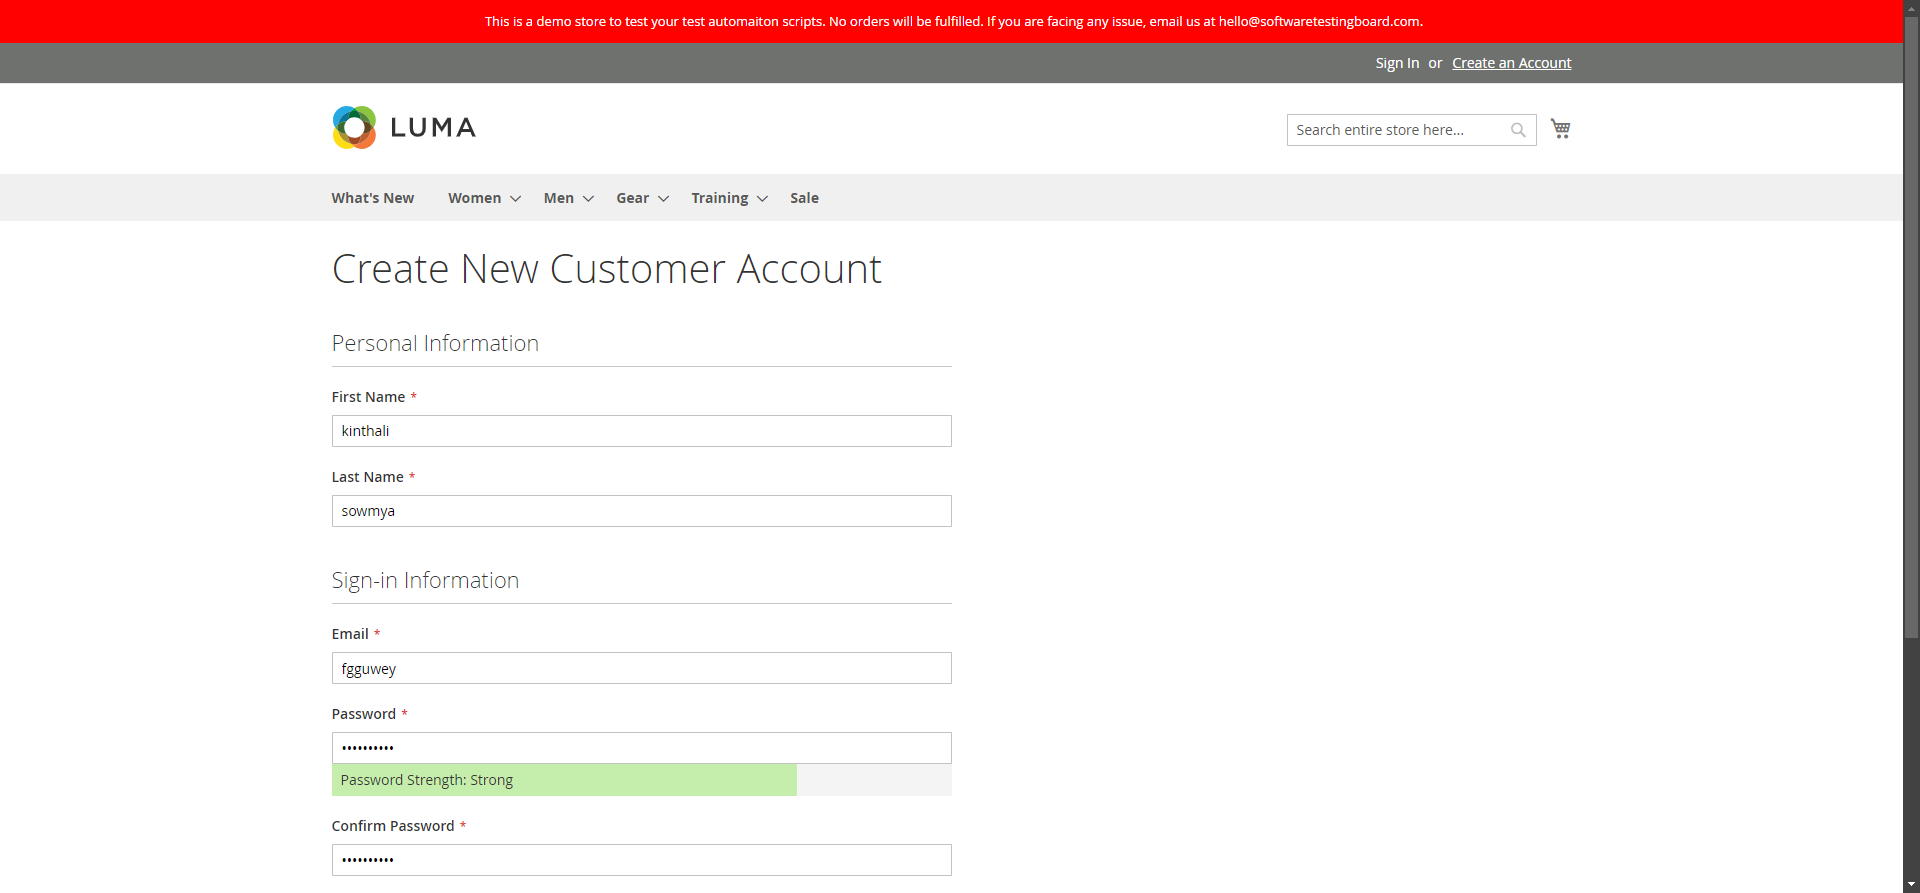 This is a demo store to test your test automaiton scripts. No orders will be fulfilled. If you are facing any issue, email us at hello@softwaretestingboard.com.
Sign In or Create an Account
LUMA
Search entire store here...
What's New Women Men Gear Training Sale
Create New Customer Account
Personal Information
First Name *
kinthali
Last Name *
sowmya
Sign-in Information
Email *
fgguwey
Password *
••••••••••
Password Strength: Strong
Confirm Password *
••••••••••